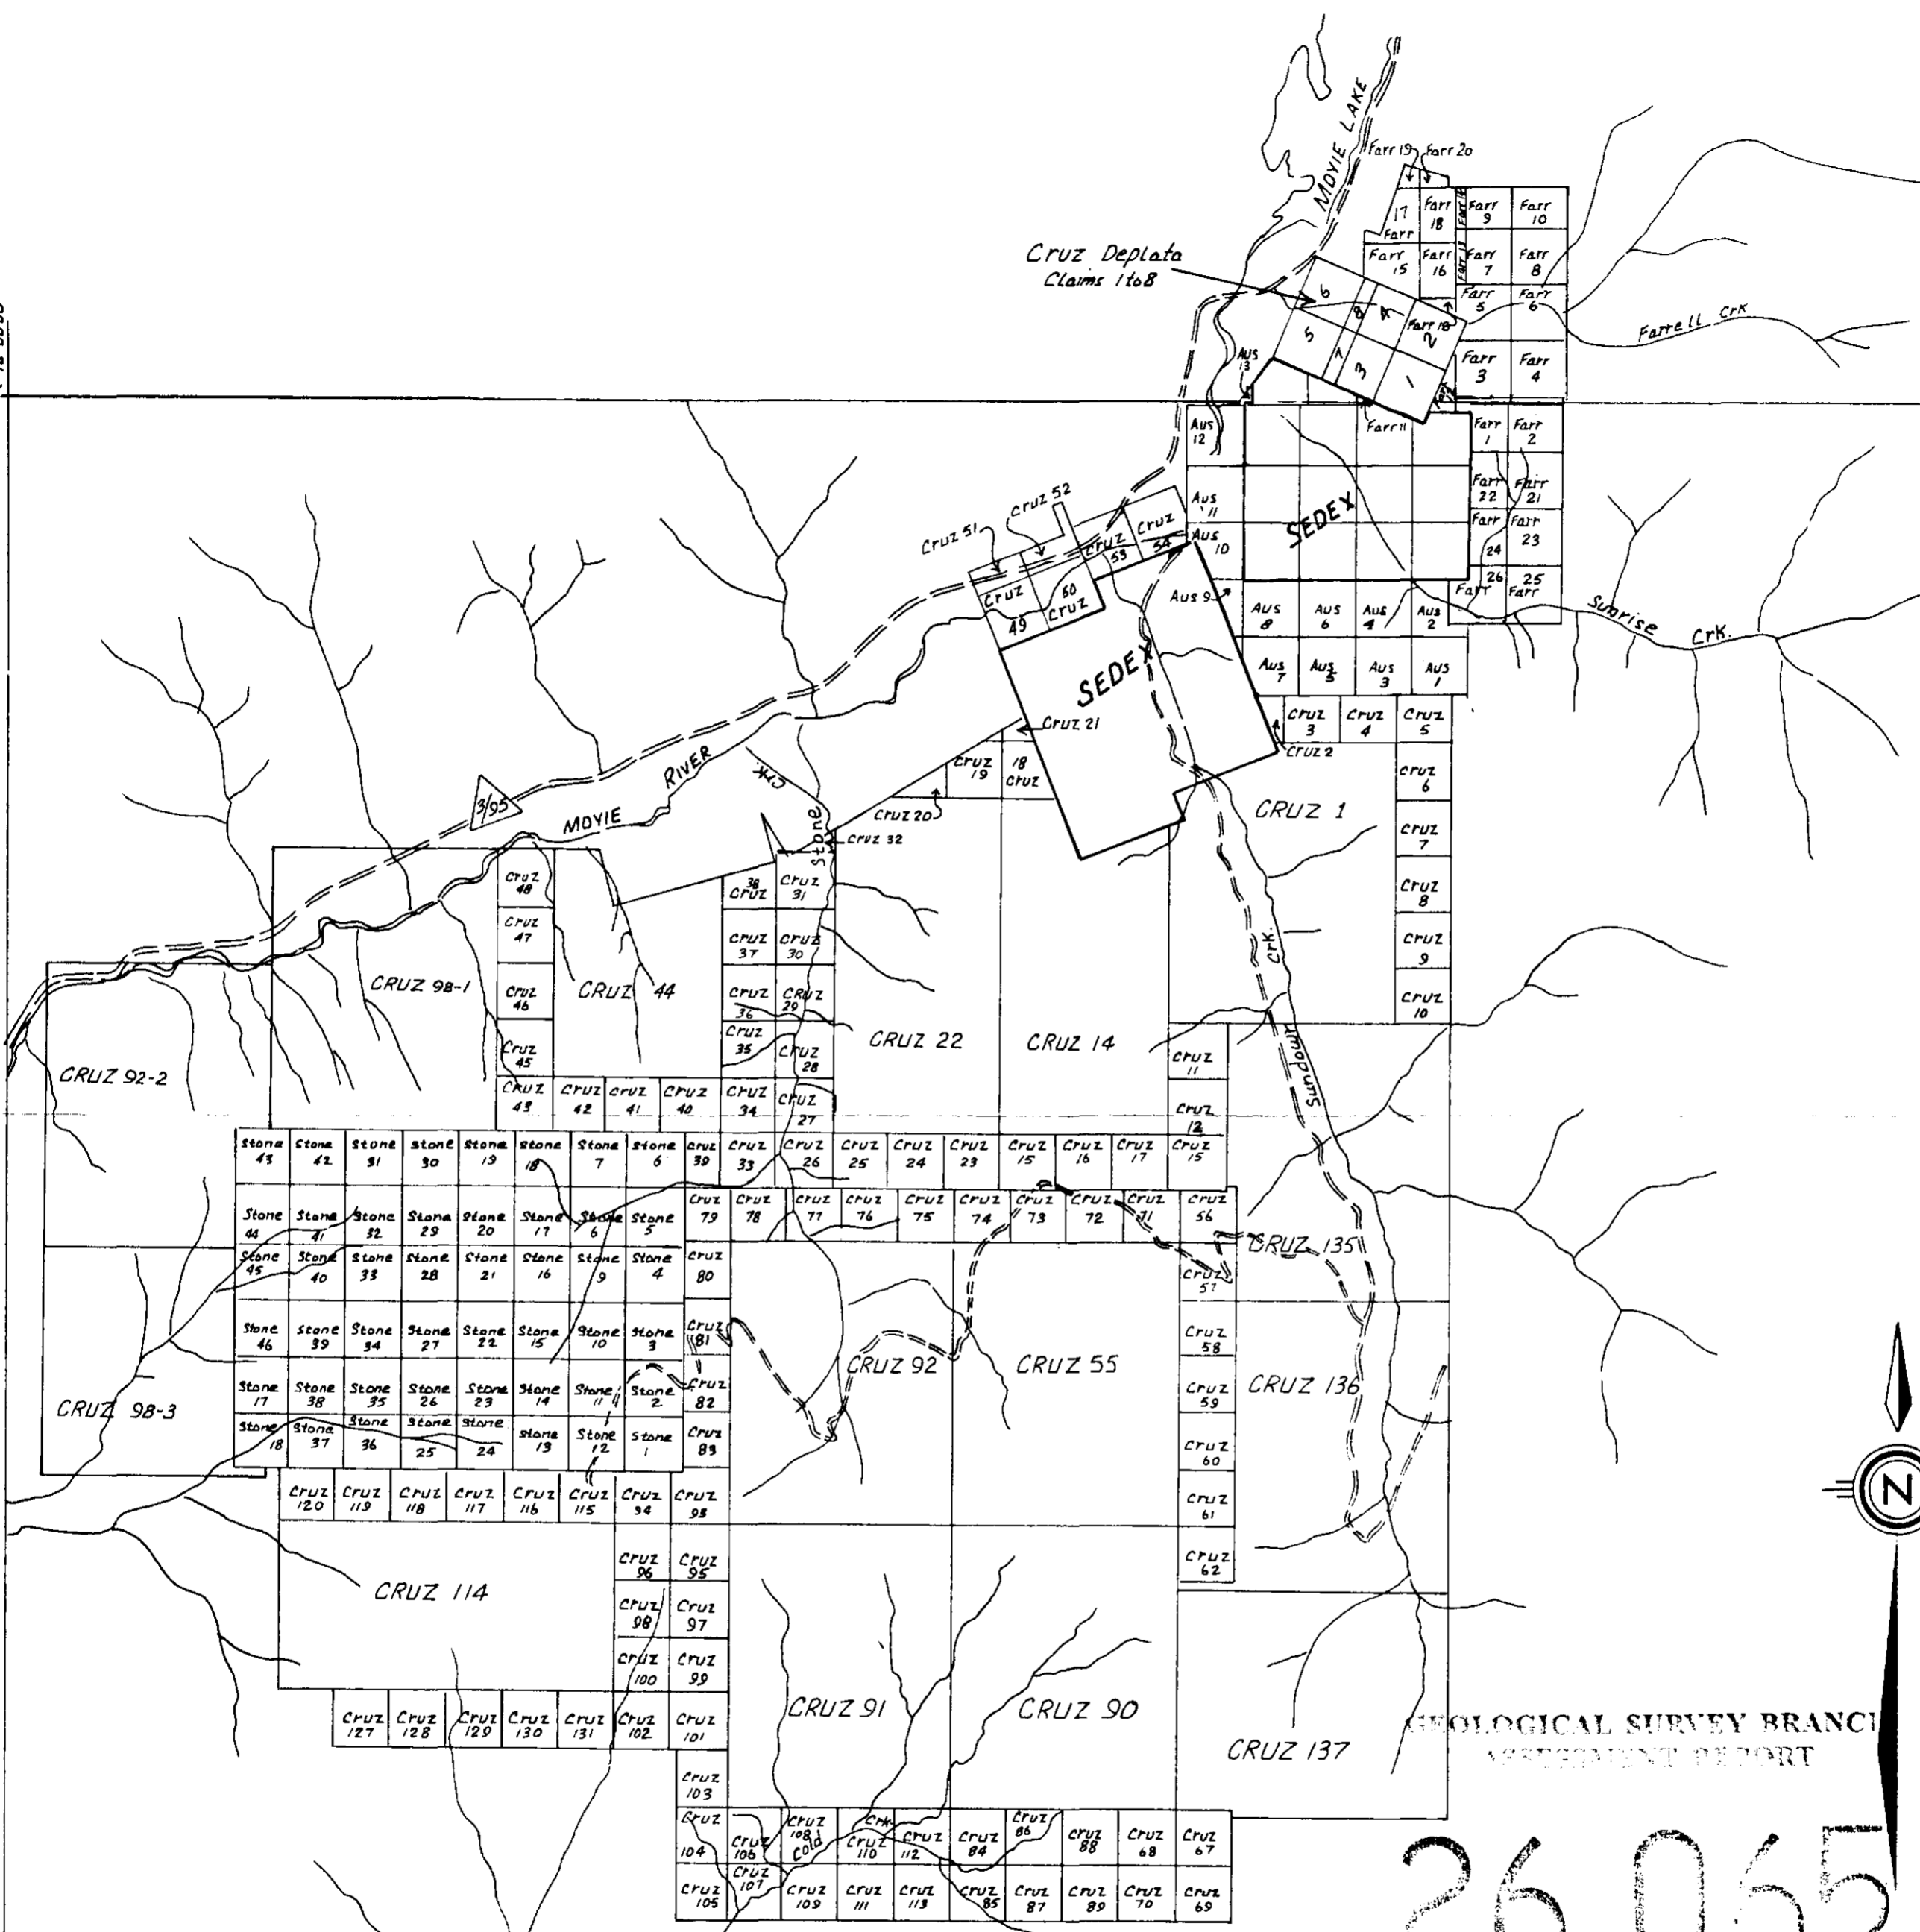 MOYIE LAKE
Farr 19 Farr 20
17 Farr
Farr 18
Farr 9
Farr 10
Cruz Deplata
Claims 1 to 8
Farr 15
Farr 16
Farr 7
Farr 8
6
8
4
Farr 18
2
Farr 5
Farr 6
Farrell Crk
5
7
3
1
Aus 13
Farr 3
Farr 4
Aus 12
Farr 11
Farr 1
Farr 2
SEDEX
Farr 22
Farr 21
Farr 24
Farr 23
26 Farr
25 Farr
Aus 11
Aus 10
Cruz 52
Cruz 51
Cruz 53
Cruz 54
Cruz 49
50 Cruz
Aus 9
Aus 8
Aus 6
Aus 4
Aus 2
Sunrise Crk.
Aus 7
Aus 5
Aus 3
Aus 1
SEDEX
Cruz 21
Cruz 3
Cruz 4
Cruz 5
Cruz 2
Cruz 19
18 Cruz
Cruz 6
CRUZ 1
Cruz 20
Cruz 7
3/95
MOYIE RIVER
Stone Crk.
Cruz 32
Cruz 48
38 Cruz
Cruz 31
Cruz 8
Cruz 47
Cruz 37
Cruz 30
Cruz 9
CRUZ 98-1
Cruz 46
CRUZ 44
Cruz 36
CRUZ 29
Cruz 10
Cruz 45
Cruz 35
Cruz 28
CRUZ 22
CRUZ 14
Cruz 11
Sundown Crk.
CRUZ 92-2
Cruz 43
Cruz 42
Cruz 41
Cruz 40
Cruz 34
Cruz 27
Cruz 12
Stone 43
Stone 42
Stone 31
Stone 30
Stone 19
Stone 18
Stone 7
Stone 6
Cruz 39
Cruz 33
Cruz 26
Cruz 25
Cruz 24
Cruz 23
Cruz 15
Cruz 16
Cruz 17
Cruz 15
Stone 44
Stone 41
Stone 32
Stone 29
Stone 20
Stone 17
Stone 6
Stone 5
Cruz 79
Cruz 78
Cruz 77
Cruz 76
Cruz 75
Cruz 74
Cruz 73
Cruz 72
Cruz 71
Cruz 56
Stone 45
Stone 40
Stone 33
Stone 28
Stone 21
Stone 16
Stone 9
Stone 4
Cruz 80
Cruz 57
CRUZ 135
Stone 46
Stone 39
Stone 34
Stone 27
Stone 22
Stone 15
Stone 10
Stone 3
Cruz 81
CRUZ 92
CRUZ 55
Cruz 58
CRUZ 136
Stone 17
Stone 38
Stone 35
Stone 26
Stone 23
Stone 14
Stone 11
Stone 2
Cruz 82
Cruz 59
CRUZ 98-3
Stone 18
Stone 37
Stone 36
Stone 25
Stone 24
Stone 13
Stone 12
Stone 1
Cruz 83
Cruz 60
N
Cruz 120
Cruz 119
Cruz 118
Cruz 117
Cruz 116
Cruz 115
Cruz 94
Cruz 93
Cruz 61
CRUZ 114
Cruz 96
Cruz 95
Cruz 62
Cruz 98
Cruz 97
Cruz 100
Cruz 99
CRUZ 91
CRUZ 90
Cruz 127
Cruz 128
Cruz 129
Cruz 130
Cruz 131
Cruz 102
Cruz 101
CRUZ 137
GEOLOGICAL SURVEY BRANCH
ASSESSMENT REPORT
Cruz 103
Cruz 104
Cruz 106
Cruz 108
Cold Crk
Cruz 110
Cruz 112
Cruz 84
Cruz 86
Cruz 88
Cruz 68
Cruz 67
Cruz 105
Cruz 107
Cruz 109
Cruz 111
Cruz 113
Cruz 85
Cruz 87
Cruz 89
Cruz 70
Cruz 69
26,065